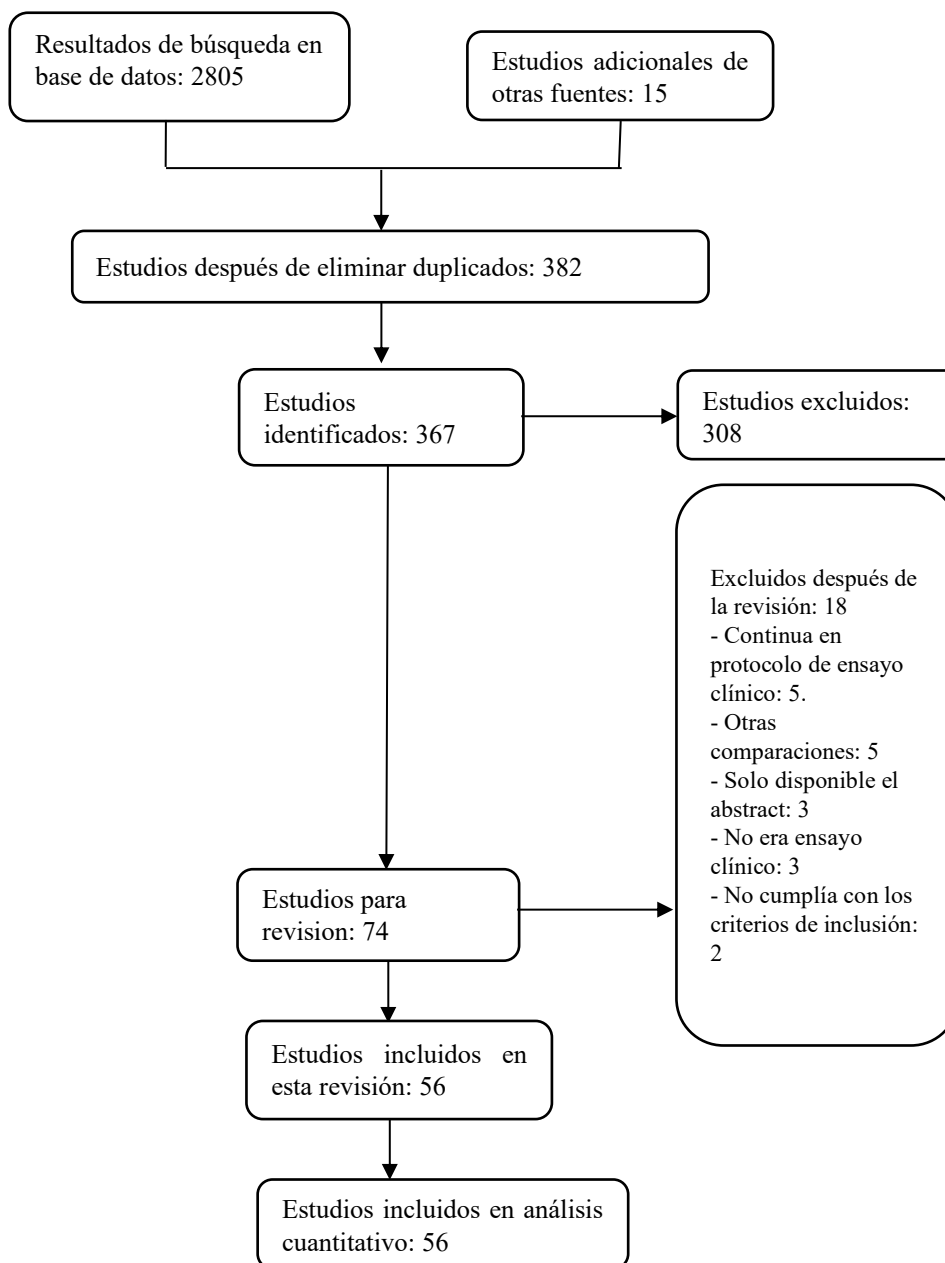 Resultados de búsqueda en
base de datos: 2805
Estudios adicionales de
otras fuentes: 15
Estudios después de eliminar duplicados: 382
Estudios
identificados: 367
Estudios excluidos:
308
Excluidos después de
la revisión: 18
- Continua en
protocolo de ensayo
clínico: 5.
- Otras
comparaciones: 5
- Solo disponible el
abstract: 3
- No era ensayo
clínico: 3
- No cumplía con los
criterios de inclusión:
2
Estudios para
revision: 74
Estudios incluidos en
esta revisión: 56
Estudios incluidos en análisis
cuantitativo: 56